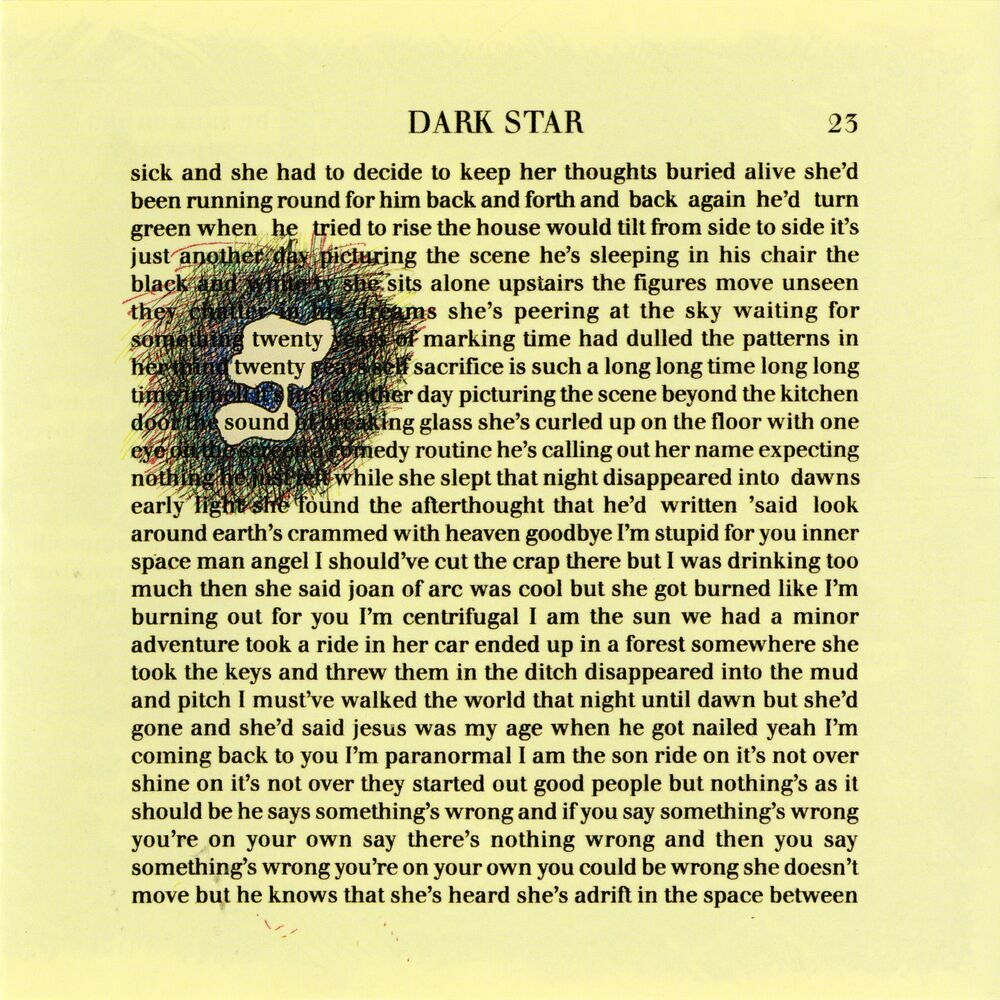 DARK STAR 23
sick and she had to decide to keep her thoughts buried alive she'd
been running round for him back and forth and back again he'd turn
green when he tried to rise the house would tilt from side to side it's
just another day picturing the scene he's sleeping in his chair the
black and white tv she sits alone upstairs the figures move unseen
they chatter in his dreams she's peering at the sky waiting for
something twenty years of marking time had dulled the patterns in
her mind twenty years self sacrifice is such a long long time long long
time in hell it's just another day picturing the scene beyond the kitchen
door the sound of breaking glass she's curled up on the floor with one
eye on the screen a comedy routine he's calling out her name expecting
nothing he just left while she slept that night disappeared into dawns
early light she found the afterthought that he'd written 'said look
around earth's crammed with heaven goodbye I'm stupid for you inner
space man angel I should've cut the crap there but I was drinking too
much then she said joan of arc was cool but she got burned like I'm
burning out for you I'm centrifugal I am the sun we had a minor
adventure took a ride in her car ended up in a forest somewhere she
took the keys and threw them in the ditch disappeared into the mud
and pitch I must've walked the world that night until dawn but she'd
gone and she'd said jesus was my age when he got nailed yeah I'm
coming back to you I'm paranormal I am the son ride on it's not over
shine on it's not over they started out good people but nothing's as it
should be he says something's wrong and if you say something's wrong
you're on your own say there's nothing wrong and then you say
something's wrong you're on your own you could be wrong she doesn't
move but he knows that she's heard she's adrift in the space between